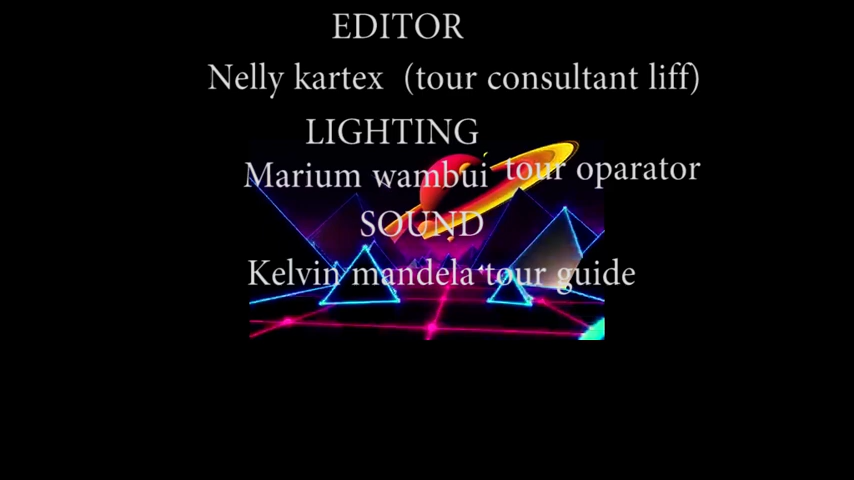 EDITOR
Nelly kartex (tour consultant liff)
LIGHTING
Marium wambui tour oparator
SOUND
Kelvin mandela tour guide